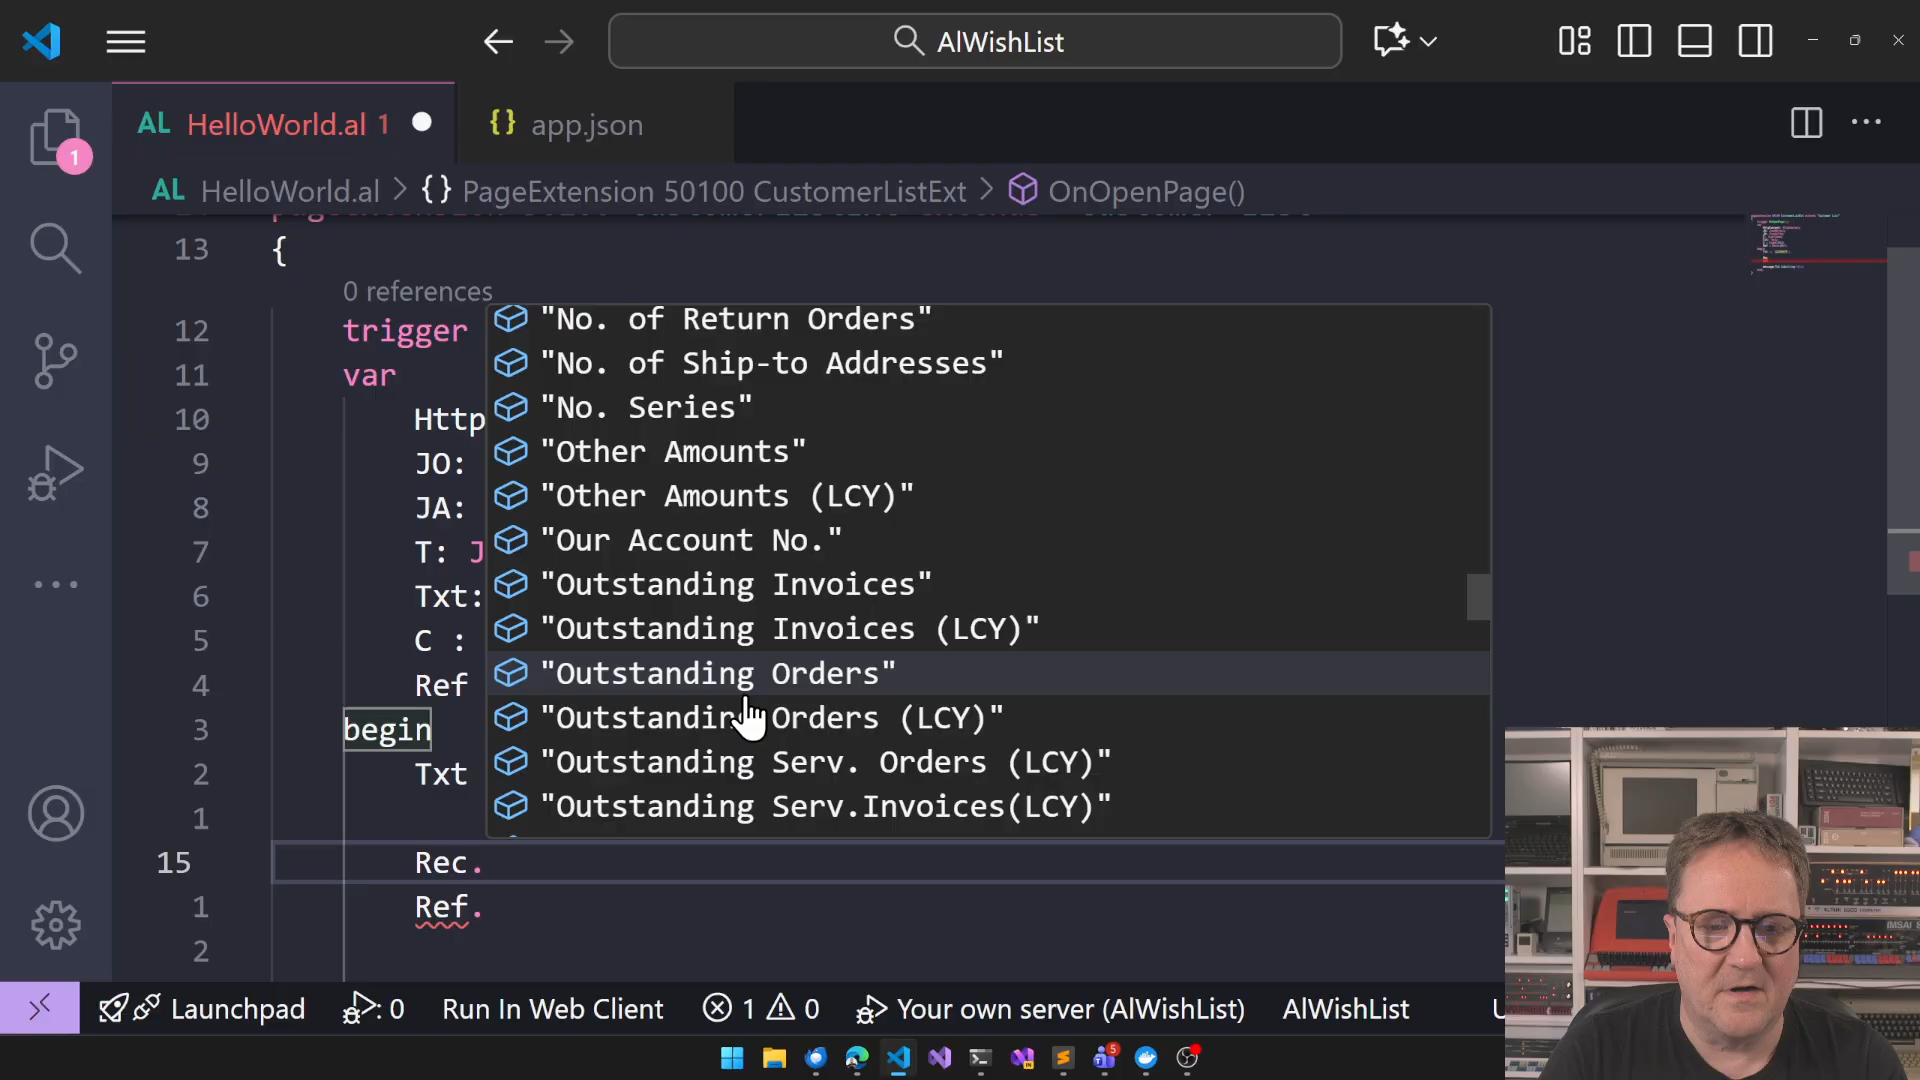 AlWishList
AL HelloWorld.al 1
{} app.json
AL HelloWorld.al > {} PageExtension 50100 CustomerListExt > OnOpenPage()
13 {
0 references
12 trigger
11 var
10 Http
9 JO:
8 JA:
7 T: J
6 Txt:
5 C :
4 Ref
3 begin
2 Txt
1
15 Rec.
1 Ref.
2
"No. of Return Orders"
"No. of Ship-to Addresses"
"No. Series"
"Other Amounts"
"Other Amounts (LCY)"
"Our Account No."
"Outstanding Invoices"
"Outstanding Invoices (LCY)"
"Outstanding Orders"
"Outstanding Orders (LCY)"
"Outstanding Serv. Orders (LCY)"
"Outstanding Serv.Invoices(LCY)"
1
Launchpad 0 Run In Web Client 1 0 Your own server (AlWishList) AlWishList
5